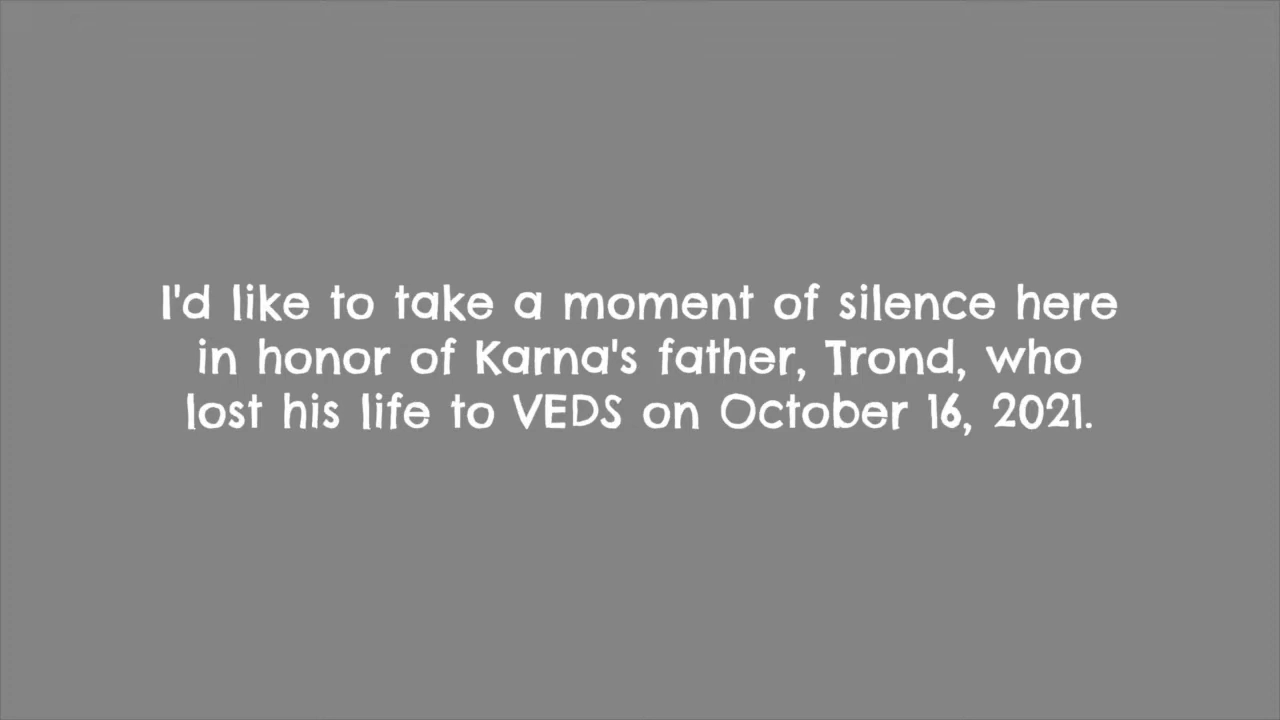 I'd like to take a moment of silence here
in honor of Karna's father, Trond, who
lost his life to VEDS on October 16, 2021.